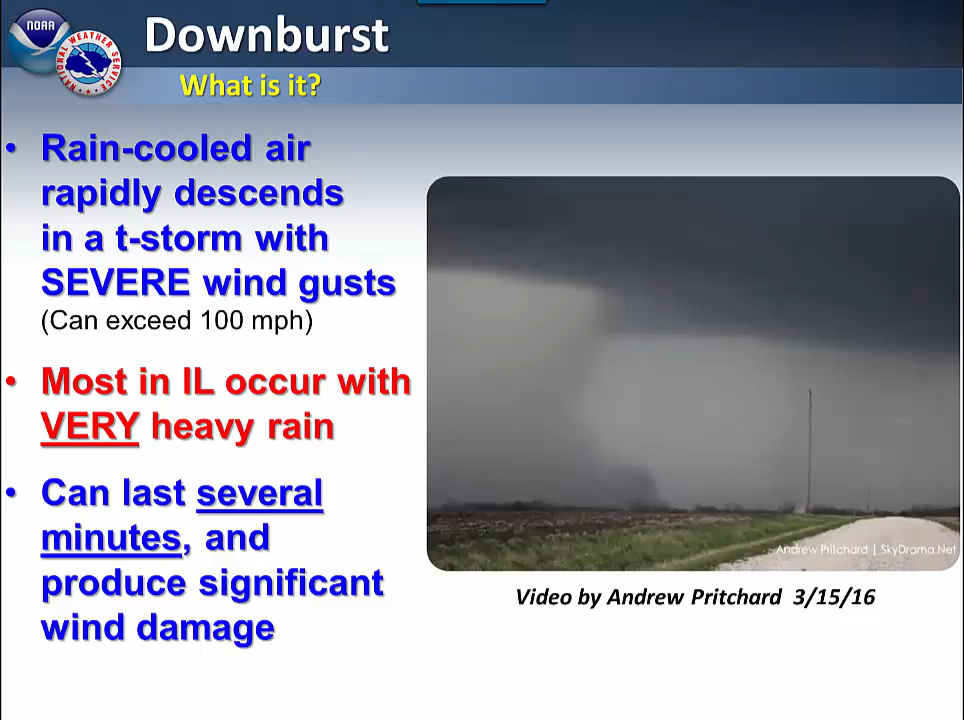 NOAA
NATIONAL WEATHER SERVICE
Downburst
What is it?
• Rain-cooled air
rapidly descends
in a t-storm with
SEVERE wind gusts
(Can exceed 100 mph)
• Most in IL occur with
VERY heavy rain
• Can last several
minutes, and
produce significant
wind damage
Andrew Pritchard | SkyDrama.Net
Video by Andrew Pritchard 3/15/16